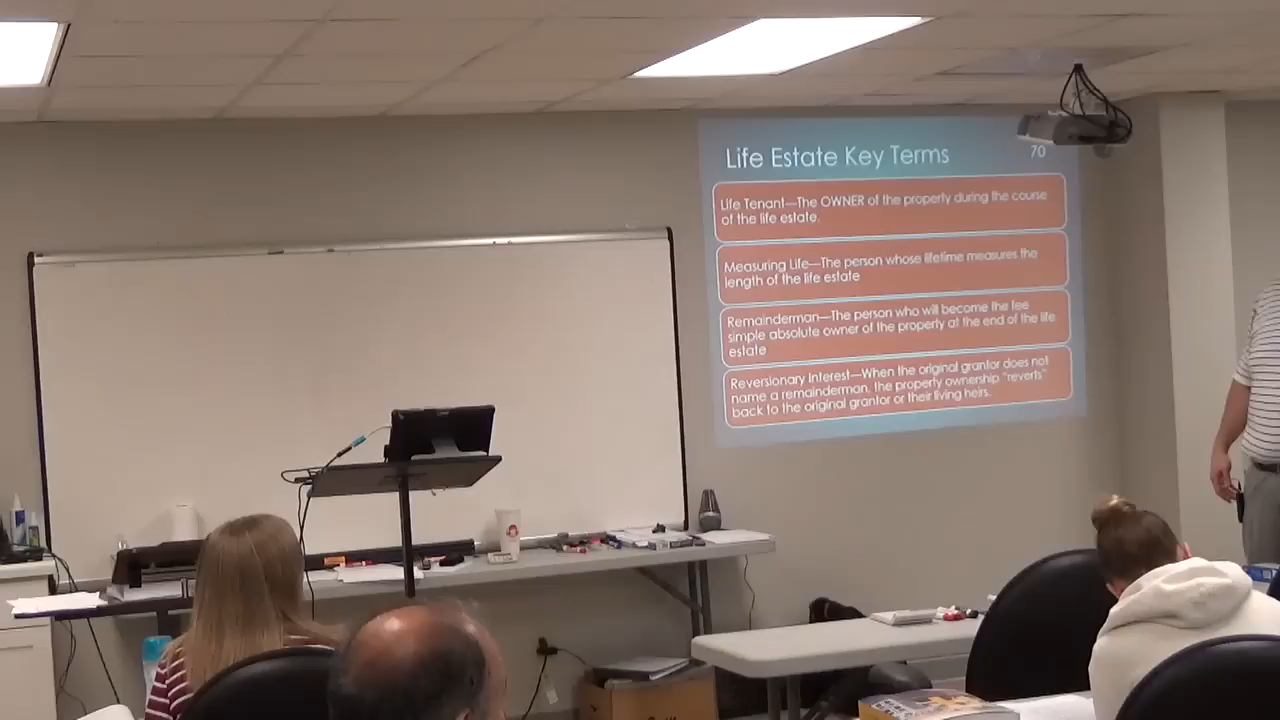 Life Estate Key Terms
70
Life Tenant—The OWNER of the property during the course
of the life estate.
Measuring Life—The person whose lifetime measures the
length of the life estate
Remainderman—The person who will become the fee
simple absolute owner of the property at the end of the life
estate
Reversionary Interest—When the original grantor does not
name a remainderman, the property ownership "reverts"
back to the original grantor or their living heirs.